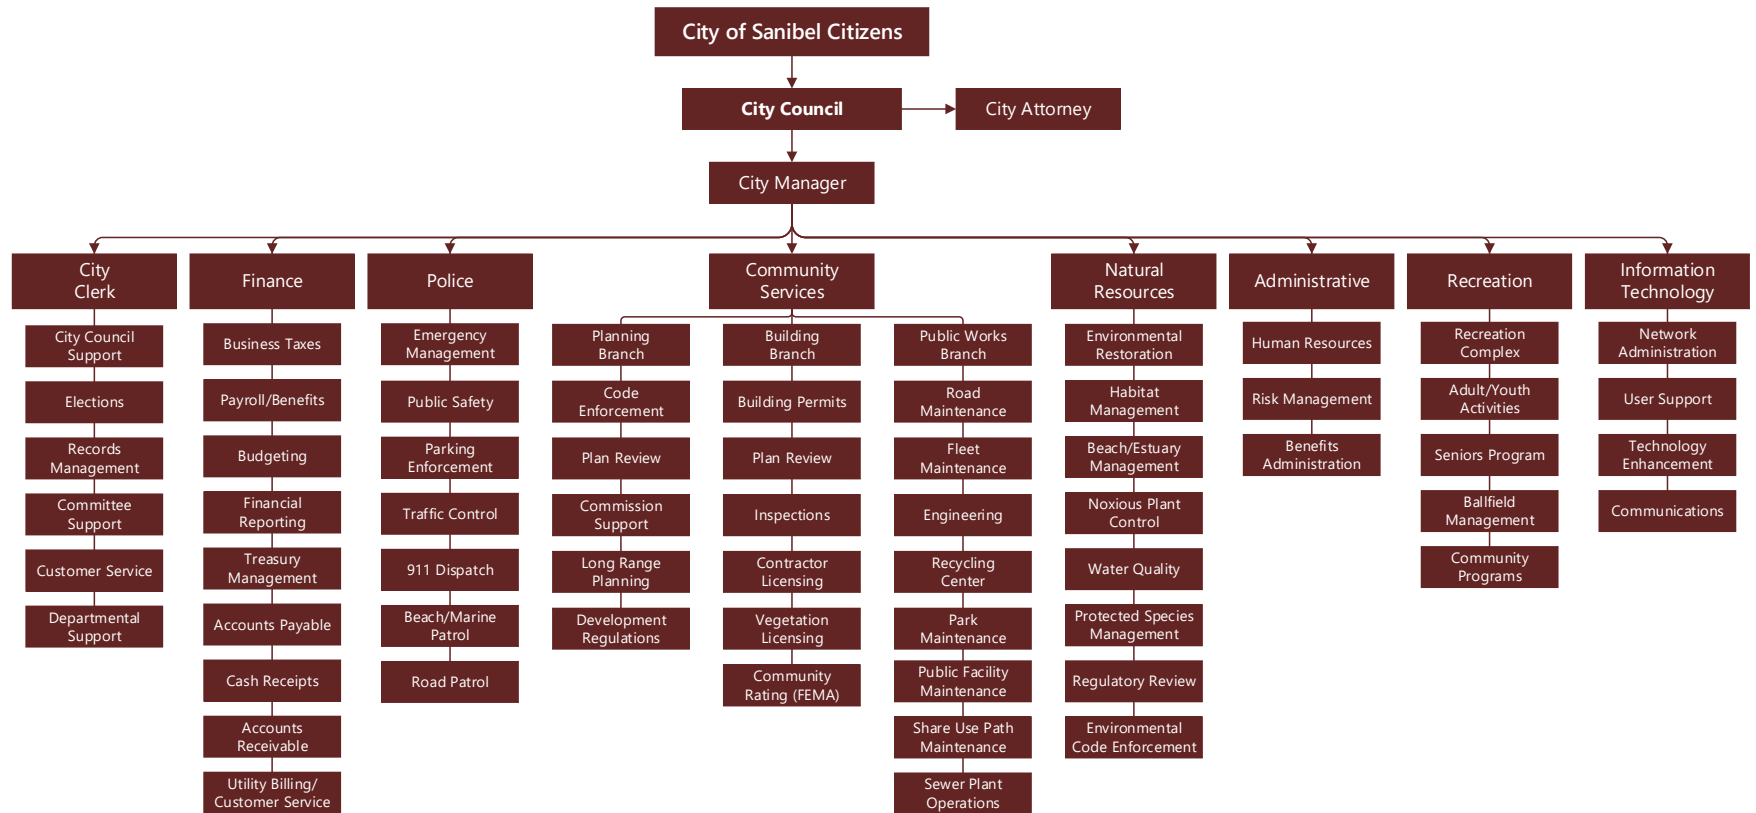 City of Sanibel Citizens
City Council
City Attorney
City Manager
City
Clerk
City Council
Support
Elections
Records
Management
Committee
Support
Customer Service
Departmental
Support
Finance
Business Taxes
Payroll/Benefits
Budgeting
Financial
Reporting
Treasury
Management
Accounts Payable
Cash Receipts
Accounts
Receivable
Utility Billing/
Customer Service
Police
Emergency
Management
Public Safety
Parking
Enforcement
Traffic Control
911 Dispatch
Beach/Marine
Patrol
Road Patrol
Community
Services
Planning
Branch
Code
Enforcement
Plan Review
Commission
Support
Long Range
Planning
Development
Regulations
Building
Branch
Building Permits
Plan Review
Inspections
Contractor
Licensing
Vegetation
Licensing
Community
Rating (FEMA)
Public Works
Branch
Road
Maintenance
Fleet
Maintenance
Engineering
Recycling
Center
Park
Maintenance
Public Facility
Maintenance
Share Use Path
Maintenance
Sewer Plant
Operations
Natural
Resources
Environmental
Restoration
Habitat
Management
Beach/Estuary
Management
Noxious Plant
Control
Water Quality
Protected Species
Management
Regulatory Review
Environmental
Code Enforcement
Administrative
Human Resources
Risk Management
Benefits
Administration
Recreation
Recreation
Complex
Adult/Youth
Activities
Seniors Program
Ballfield
Management
Community
Programs
Information
Technology
Network
Administration
User Support
Technology
Enhancement
Communications